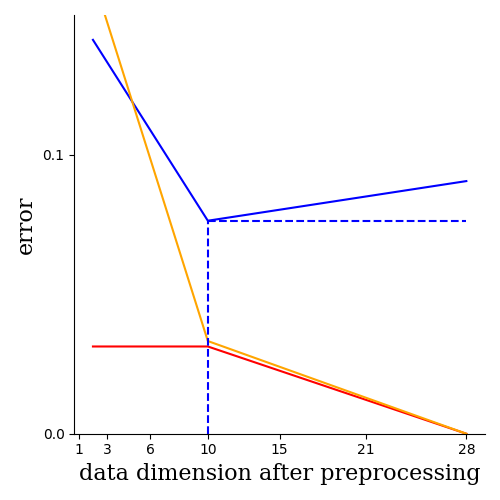 error
0.1
0.0
1 3 6 10 15 21 28
data dimension after preprocessing